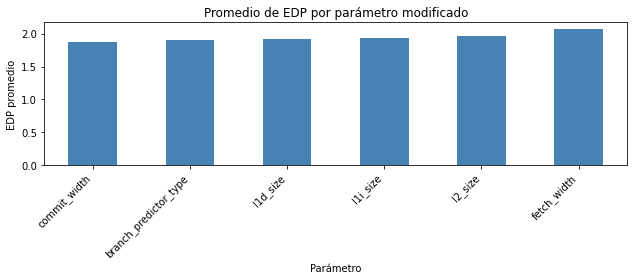 Promedio de EDP por parámetro modificado
EDP promedio
2.0
1.5
1.0
0.5
0.0
commit_width
branch_predictor_type
l1d_size
l1i_size
l2_size
fetch_width
Parámetro